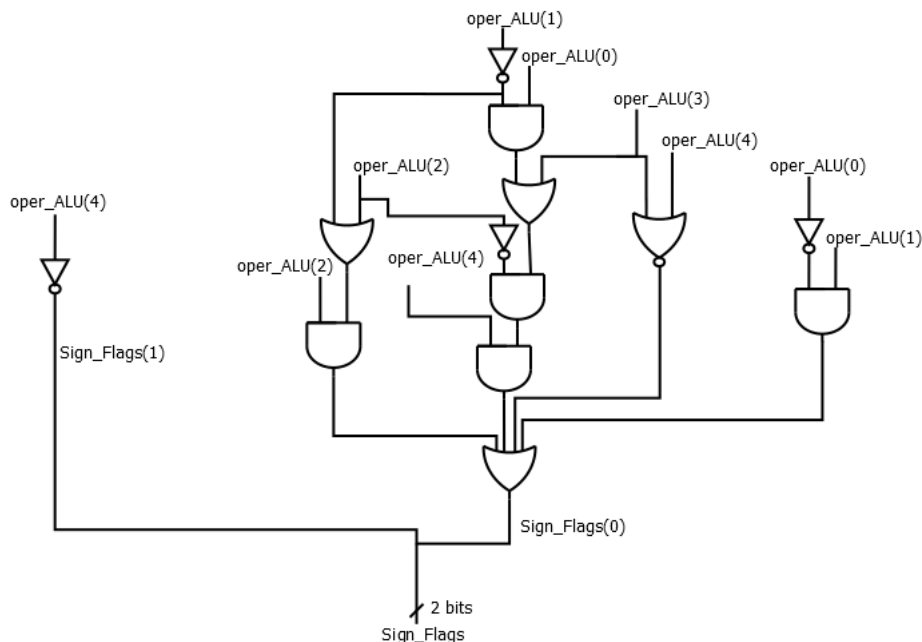 oper_ALU(1)
oper_ALU(0)
oper_ALU(3)
oper_ALU(4)
oper_ALU(2)
oper_ALU(0)
oper_ALU(4)
oper_ALU(1)
oper_ALU(4)
oper_ALU(2)
Sign_Flags(1)
Sign_Flags(0)
2 bits
Sign_Flags